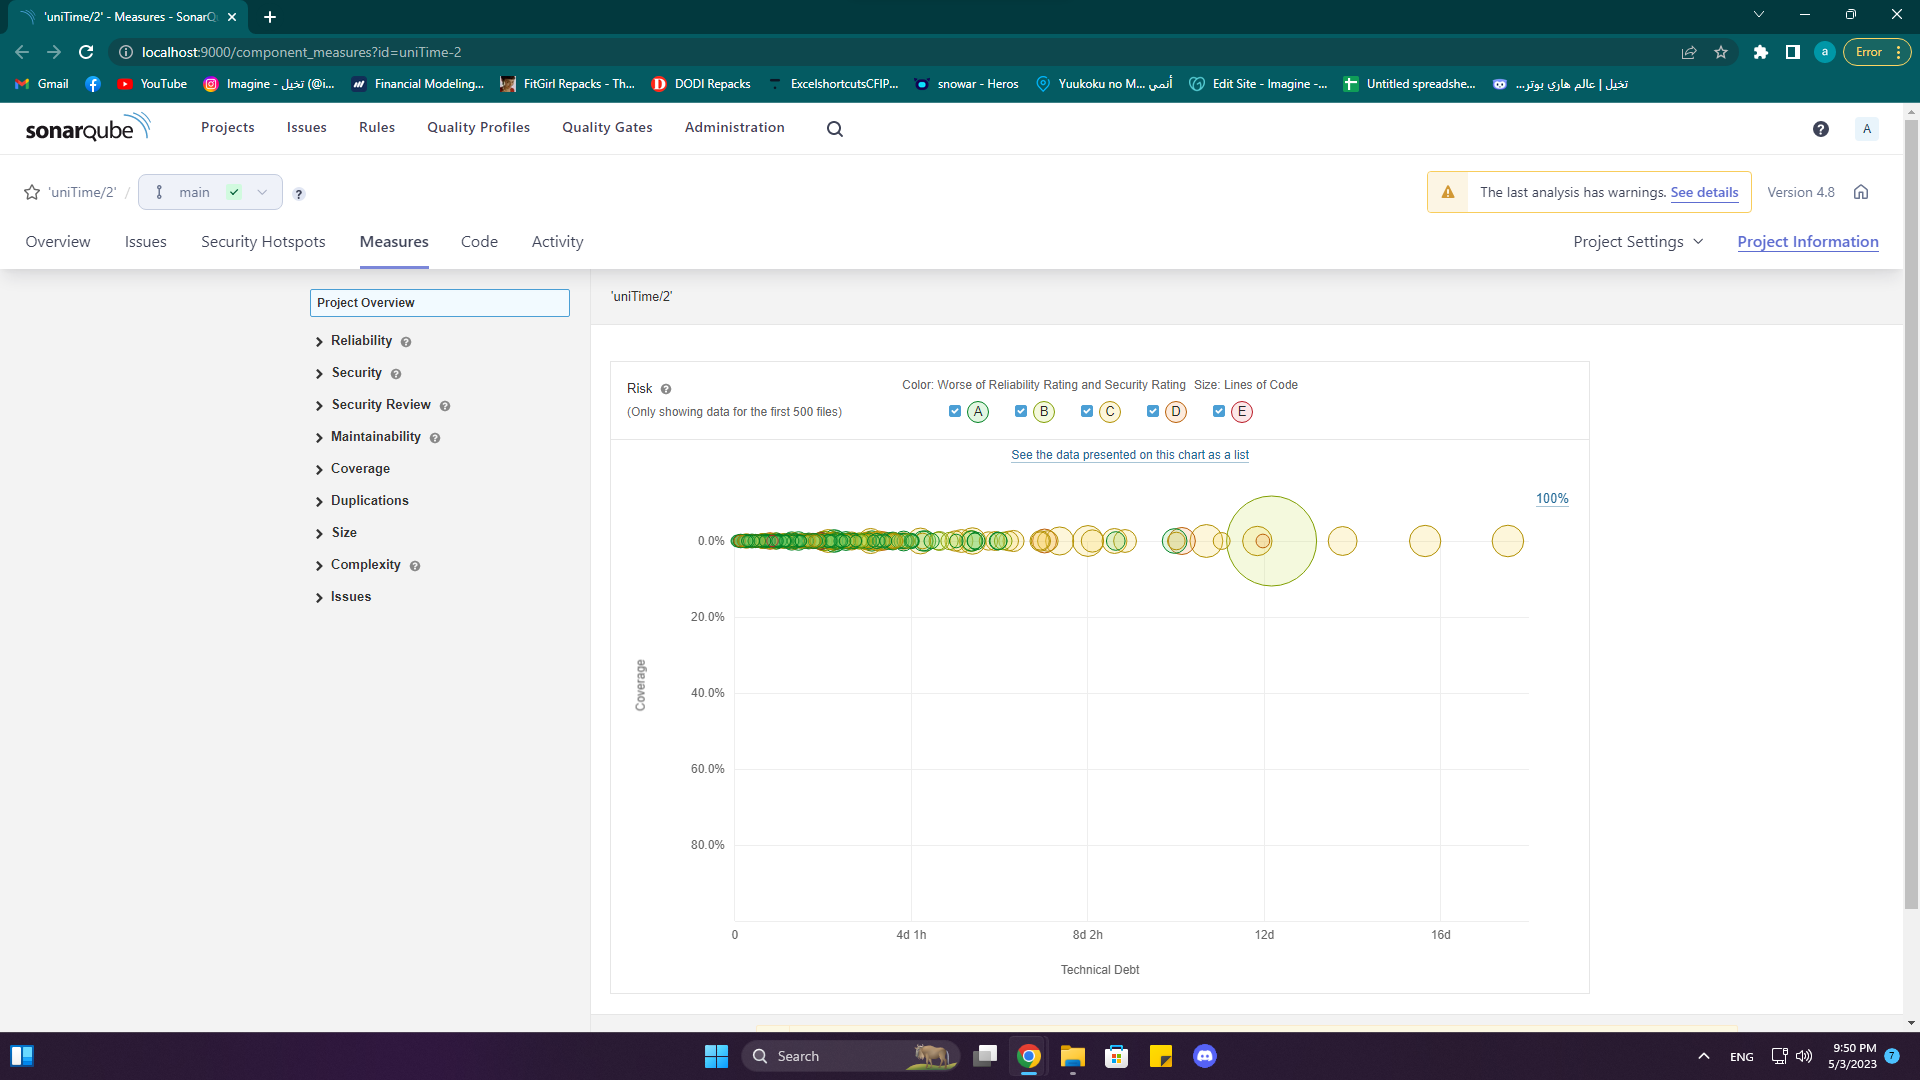 'uniTime/2' - Measures - SonarQ
localhost:9000/component_measures?id=uniTime-2
a
Error
Gmail
YouTube
Imagine - تخيل (@i...
Financial Modeling...
FitGirl Repacks - Th...
DODI Repacks
ExcelshortcutsCFIP...
snowar - Heros
Yuukoku no M... أنمي
Edit Site - Imagine -...
Untitled spreadshe...
تخيل | عالم هاري بوتر...
sonarqube
Projects
Issues
Rules
Quality Profiles
Quality Gates
Administration
?
A
'uniTime/2' /
main
?
The last analysis has warnings. See details
Version 4.8
Overview
Issues
Security Hotspots
Measures
Code
Activity
Project Settings
Project Information
Project Overview
Reliability ?
Security ?
Security Review ?
Maintainability ?
Coverage
Duplications
Size
Complexity ?
Issues
'uniTime/2'
Risk ?
(Only showing data for the first 500 files)
Color: Worse of Reliability Rating and Security Rating Size: Lines of Code
A
B
C
D
E
See the data presented on this chart as a list
100%
0.0%
20.0%
40.0%
60.0%
80.0%
Coverage
0
4d 1h
8d 2h
12d
16d
Technical Debt
Search
ENG
9:50 PM
5/3/2023
7